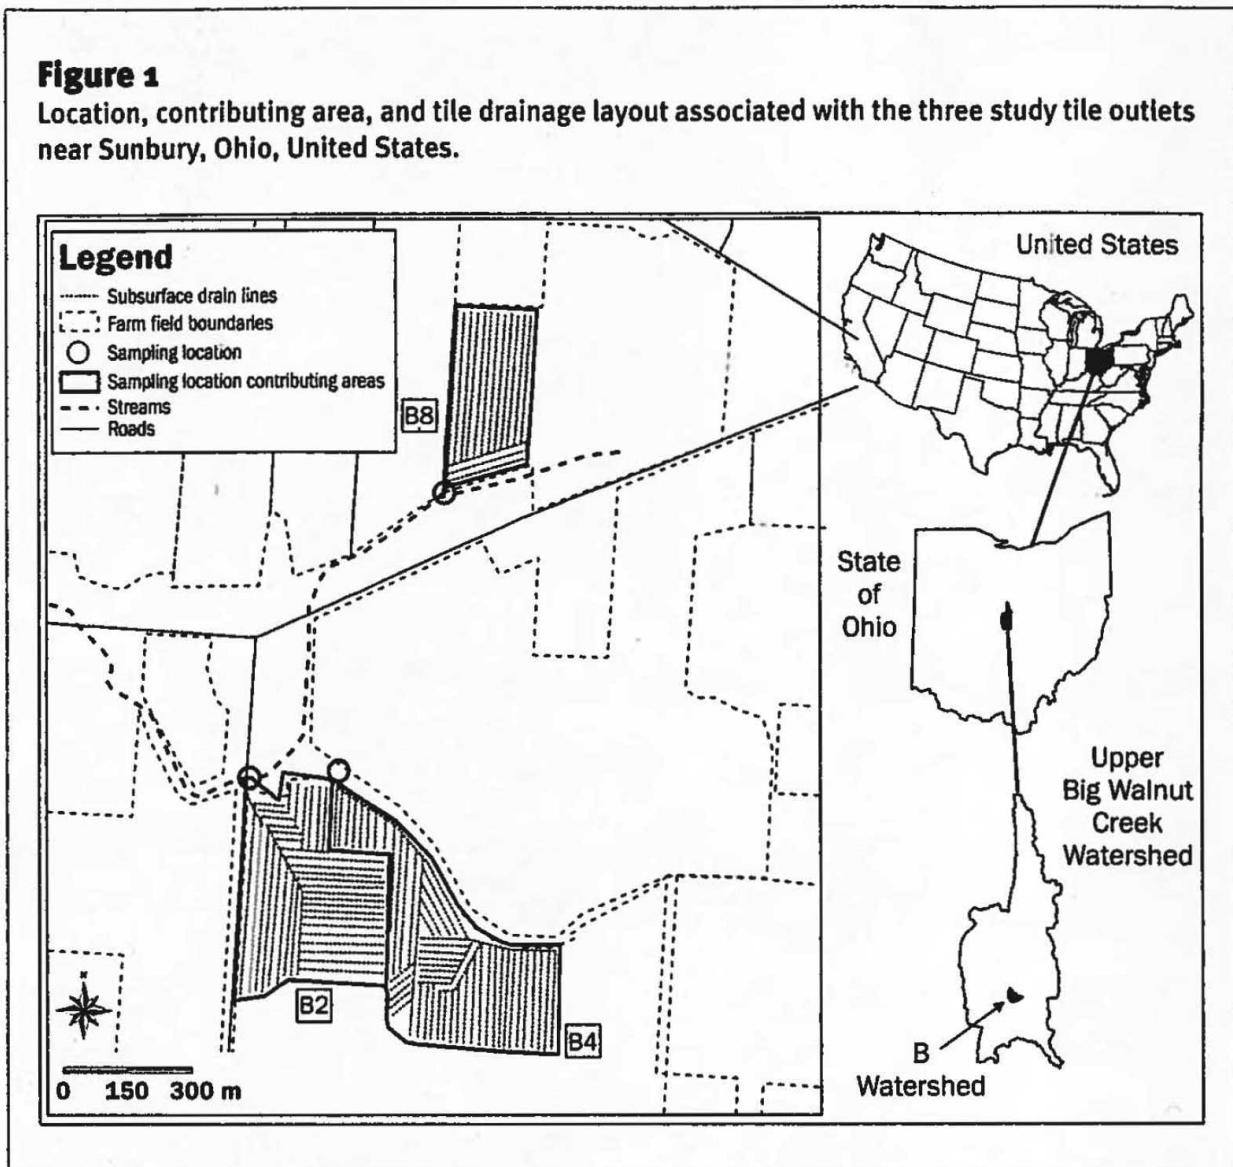 Figure 1
Location, contributing area, and tile drainage layout associated with the three study tile outlets
near Sunbury, Ohio, United States.
Legend
Subsurface drain lines
Farm field boundaries
Sampling location
Sampling location contributing areas
Streams
Roads
B8
B2
B4
0 150 300 m
United States
State
of
Ohio
Upper
Big Walnut
Creek
Watershed
B
Watershed